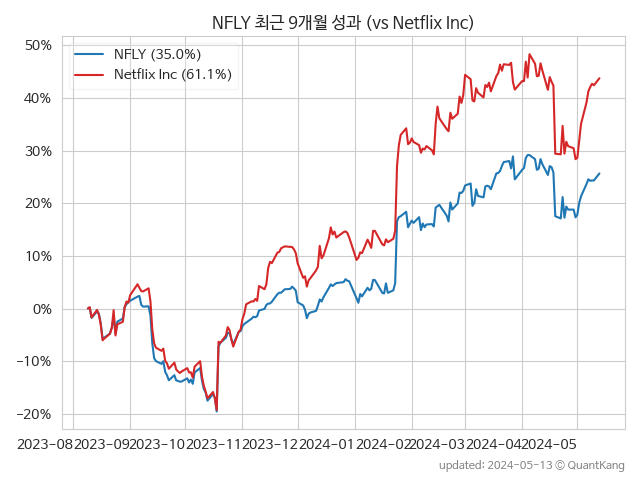 NFLY 최근 9개월 성과 (vs Netflix Inc)
NFLY (35.0%)
Netflix Inc (61.1%)
50%
40%
30%
20%
10%
0%
−10%
−20%
2023-08 2023-09 2023-10 2023-11 2023-12 2024-01 2024-02 2024-03 2024-04 2024-05
updated: 2024-05-13 © QuantKang